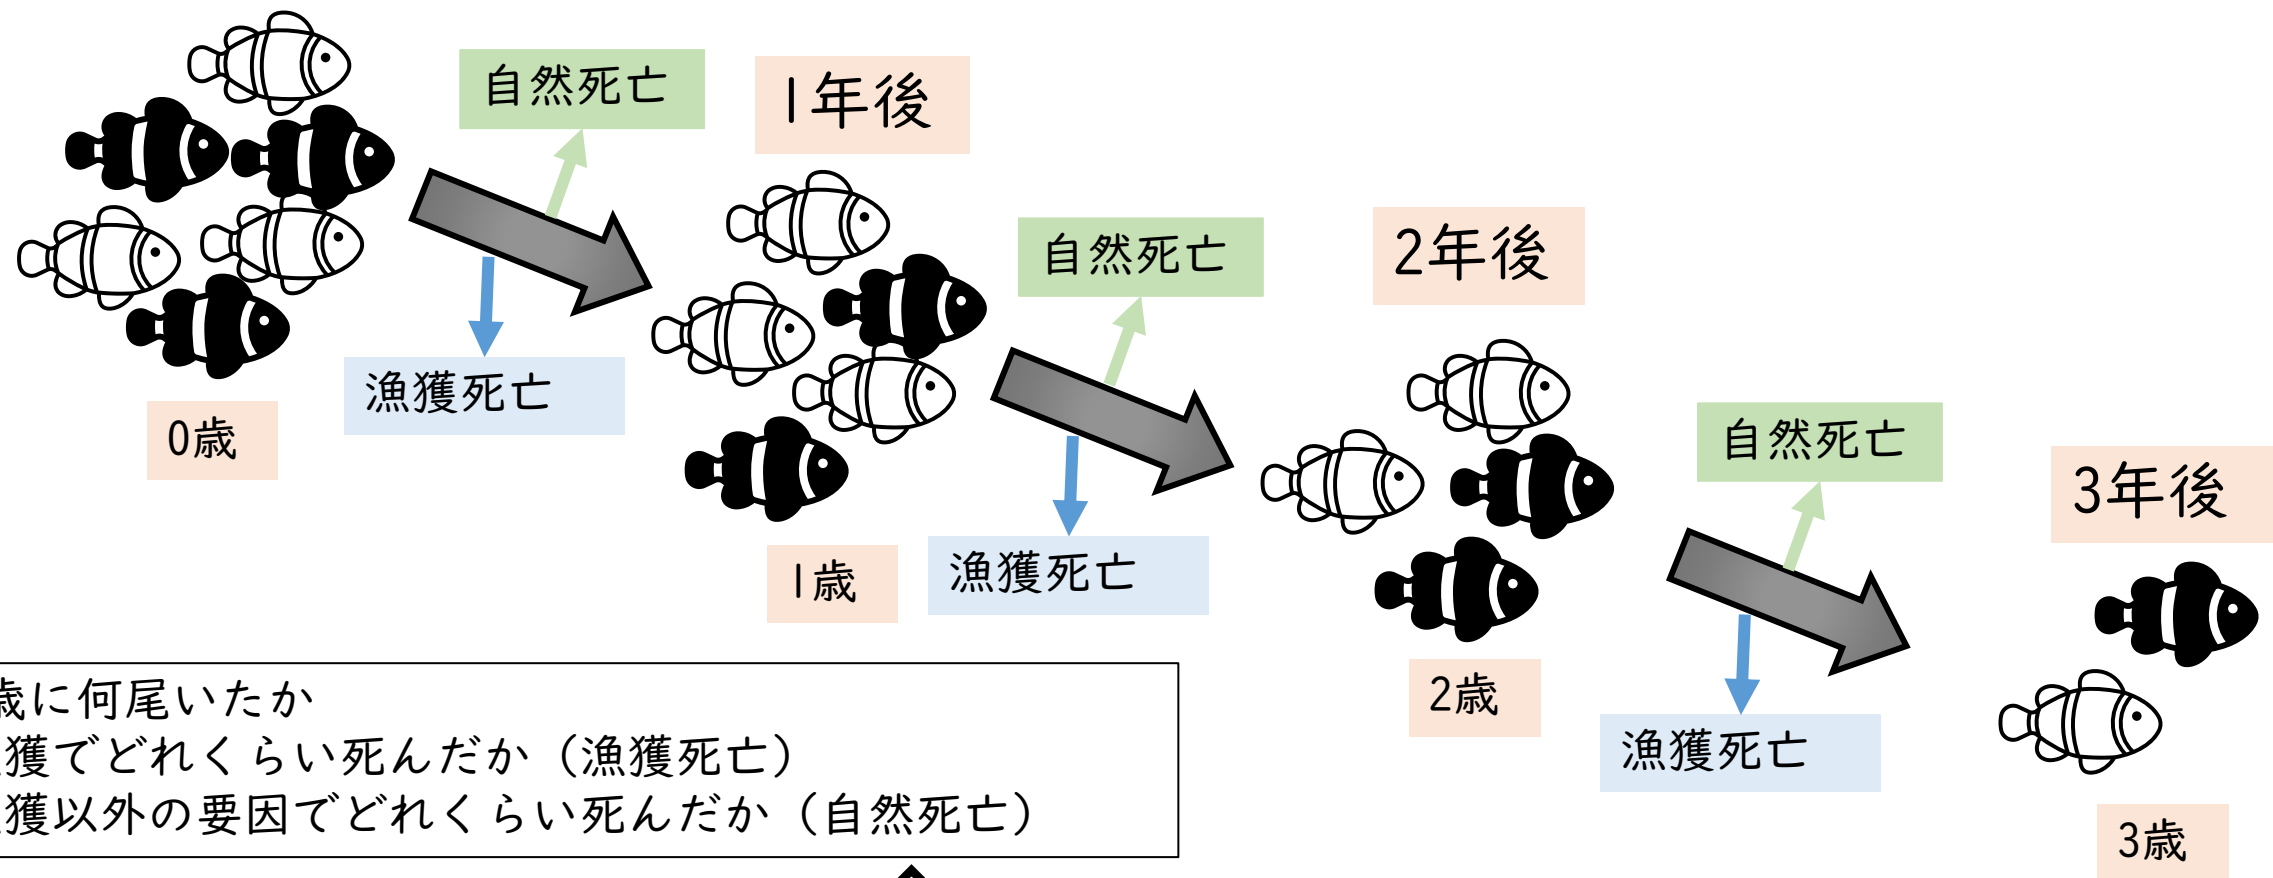 自然死亡
1年後
漁獲死亡
0歳
自然死亡
2年後
1歳
漁獲死亡
自然死亡
3年後
2歳
漁獲死亡
3歳
歳に何尾いたか
獲でどれくらい死んだか（漁獲死亡）
獲以外の要因でどれくらい死んだか（自然死亡）